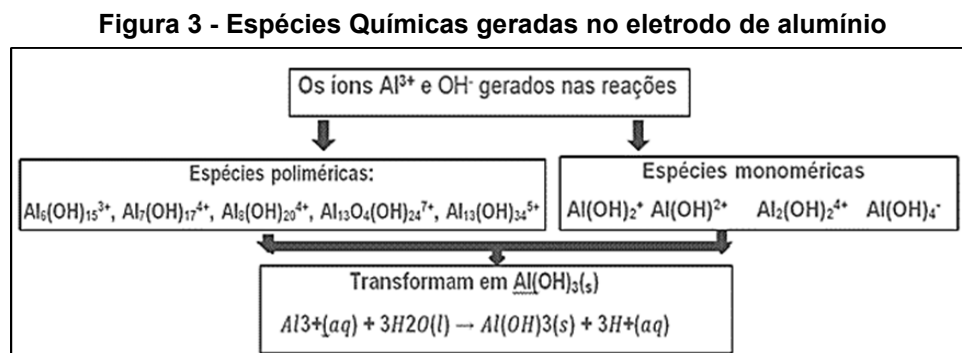 Figura 3 - Espécies Químicas geradas no eletrodo de alumínio
Os íons Al³⁺ e OH⁻ gerados nas reações
Espécies poliméricas:
Al₆(OH)₁₅³⁺, Al₇(OH)₁₇⁴⁺, Al₈(OH)₂₀⁴⁺, Al₁₃O₄(OH)₂₄⁷⁺, Al₁₃(OH)₃₄⁵⁺
Espécies monoméricas
Al(OH)₂⁺ Al(OH)²⁺ Al₂(OH)₂⁴⁺ Al(OH)₄⁻
Transformam em Al(OH)₃(s)
Al3+(aq) + 3H2O(l) → Al(OH)3(s) + 3H+(aq)